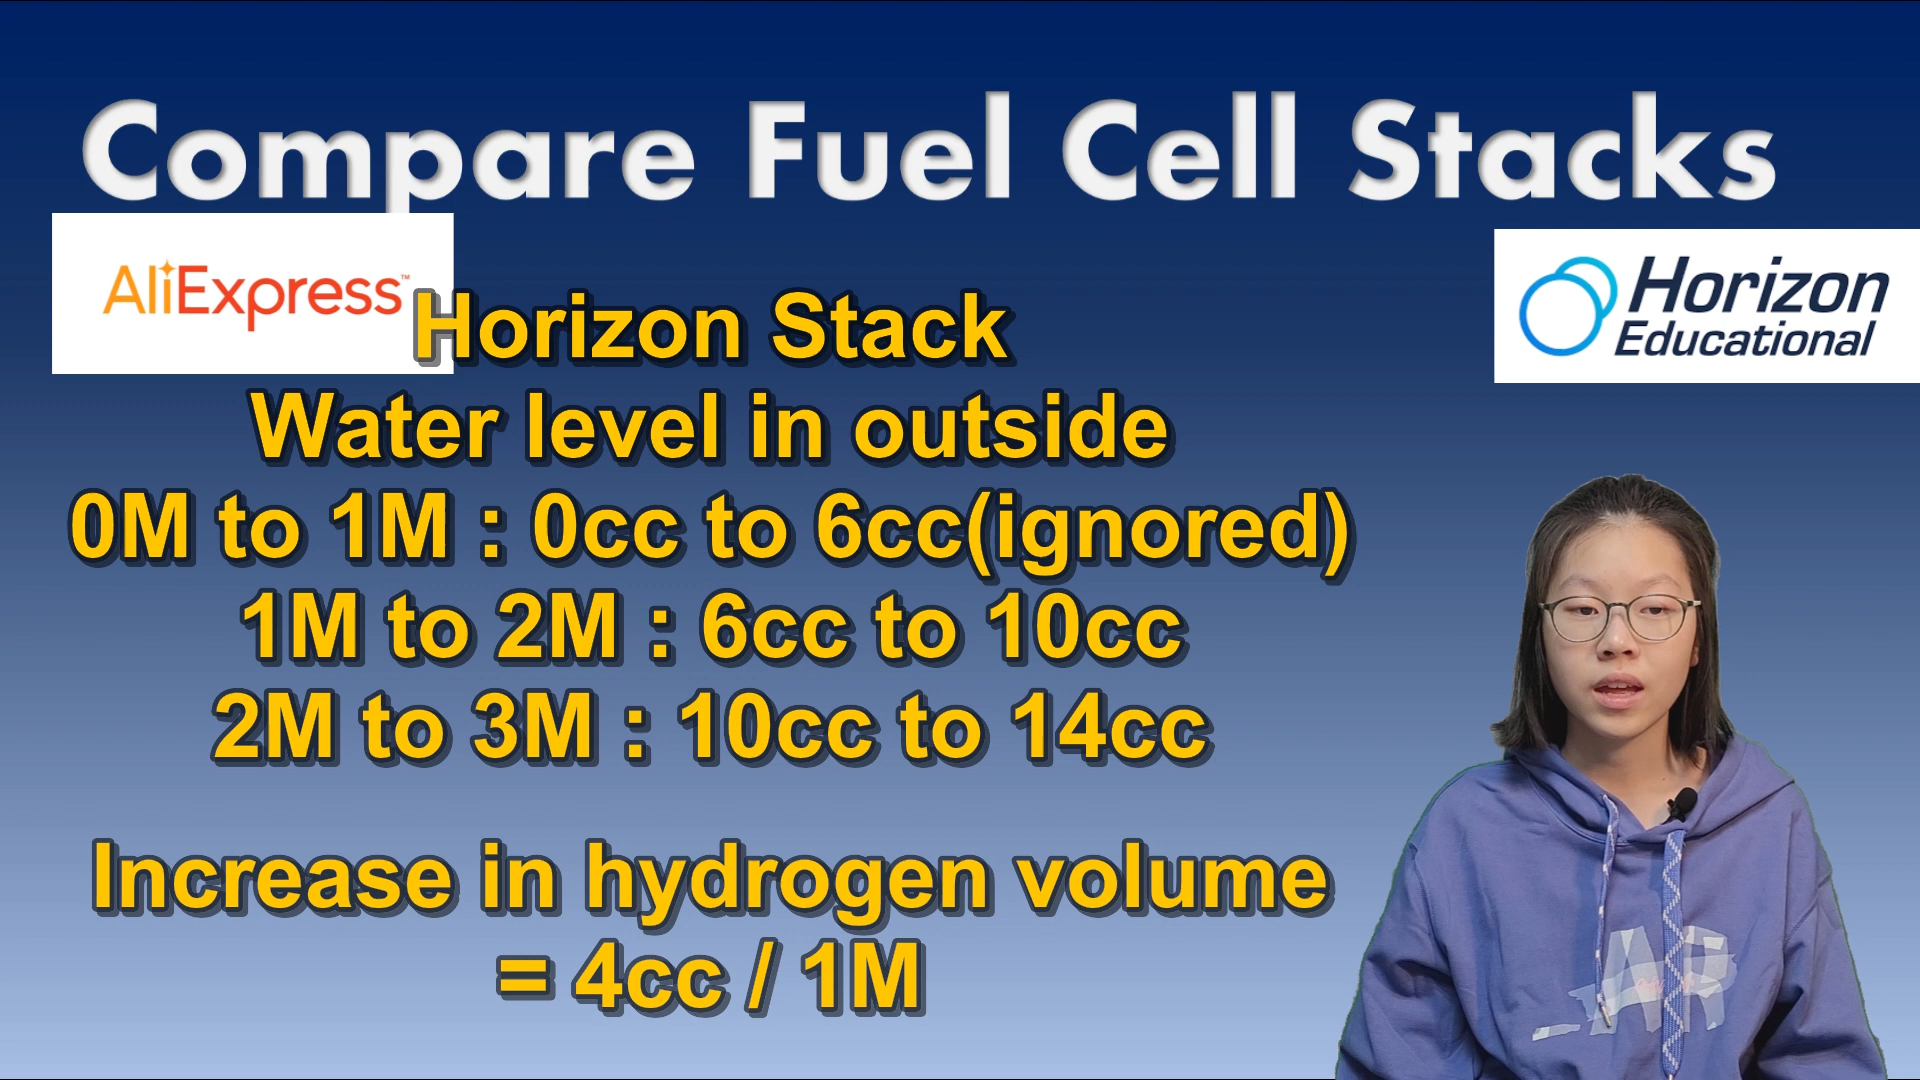 Compare Fuel Cell Stacks
AliExpress™
Horizon
Educational
Horizon Stack
Water level in outside
0M to 1M : 0cc to 6cc(ignored)
1M to 2M : 6cc to 10cc
2M to 3M : 10cc to 14cc
Increase in hydrogen volume
= 4cc / 1M